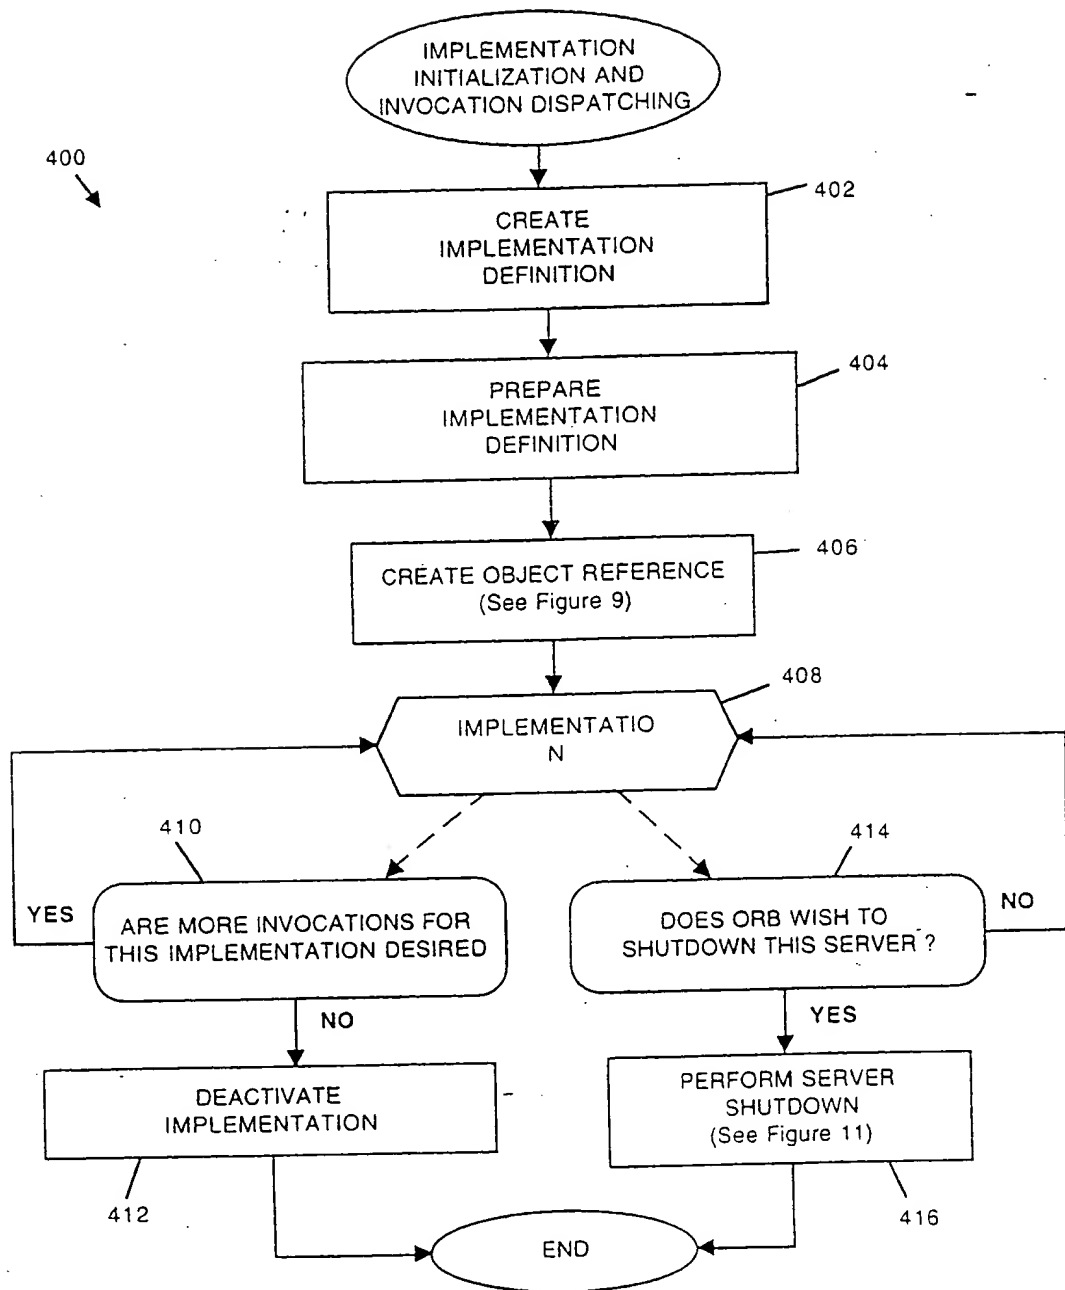 IMPLEMENTATION
INITIALIZATION AND
INVOCATION DISPATCHING
400
402
CREATE
IMPLEMENTATION
DEFINITION
404
PREPARE
IMPLEMENTATION
DEFINITION
406
CREATE OBJECT REFERENCE
(See Figure 9)
408
IMPLEMENTATIO
N
410
414
YES
ARE MORE INVOCATIONS FOR
THIS IMPLEMENTATION DESIRED
DOES ORB WISH TO
SHUTDOWN THIS SERVER ?
NO
NO
YES
DEACTIVATE
IMPLEMENTATION
PERFORM SERVER
SHUTDOWN
(See Figure 11)
412
416
END